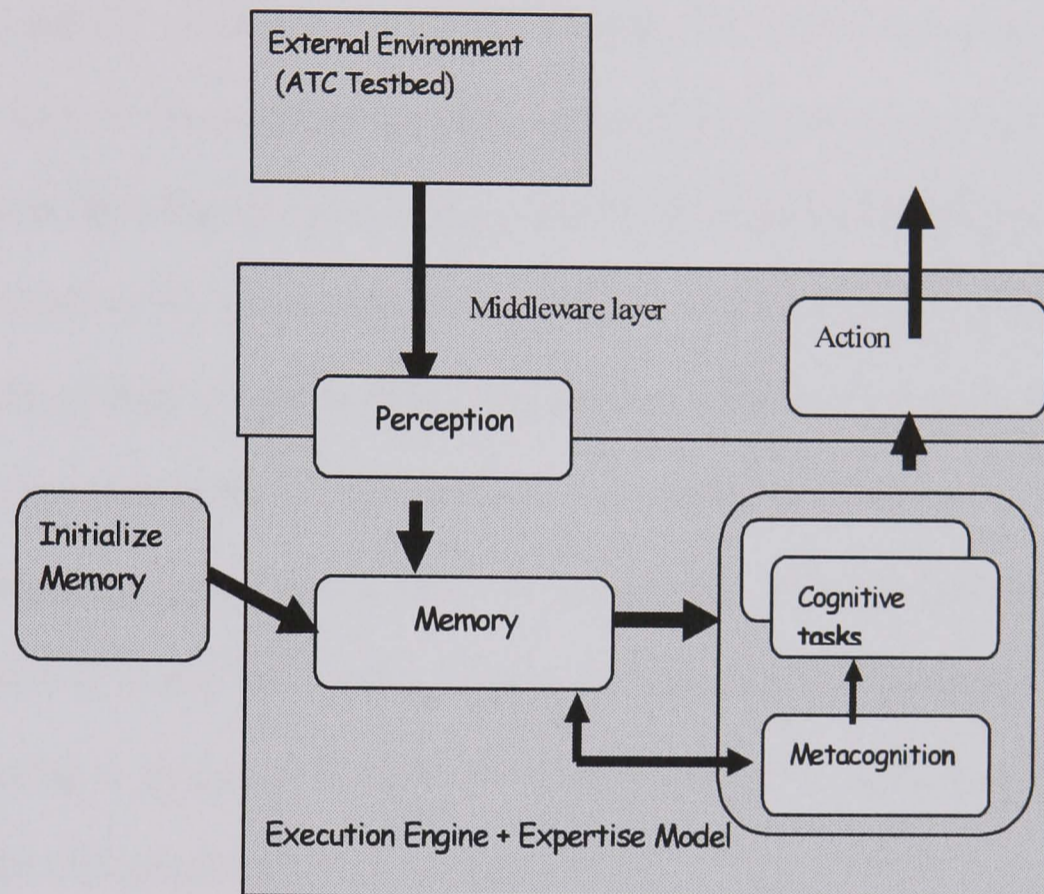 External Environment
(ATC Testbed)
Middleware layer
Action
Perception
Initialize
Memory
Memory
Cognitive
tasks
Metacognition
Execution Engine + Expertise Model